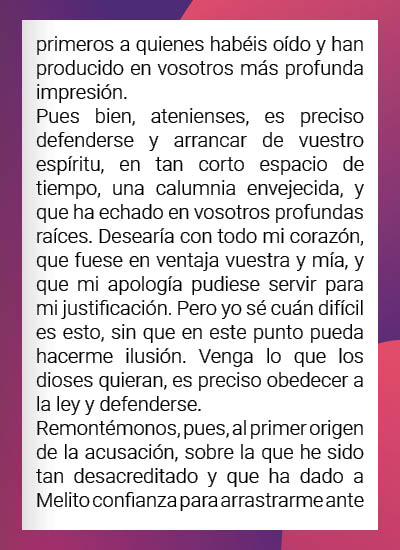 primeros a quienes habéis oído y han
producido en vosotros más profunda
impresión.
Pues bien, atenienses, es preciso
defenderse y arrancar de vuestro
espíritu, en tan corto espacio de
tiempo, una calumnia envejecida, y
que ha echado en vosotros profundas
raíces. Desearía con todo mi corazón,
que fuese en ventaja vuestra y mía, y
que mi apología pudiese servir para
mi justificación. Pero yo sé cuán difícil
es esto, sin que en este punto pueda
hacerme ilusión. Venga lo que los
dioses quieran, es preciso obedecer a
la ley y defenderse.
Remontémonos, pues, al primer origen
de la acusación, sobre la que he sido
tan desacreditado y que ha dado a
Melito confianza para arrastrarme ante